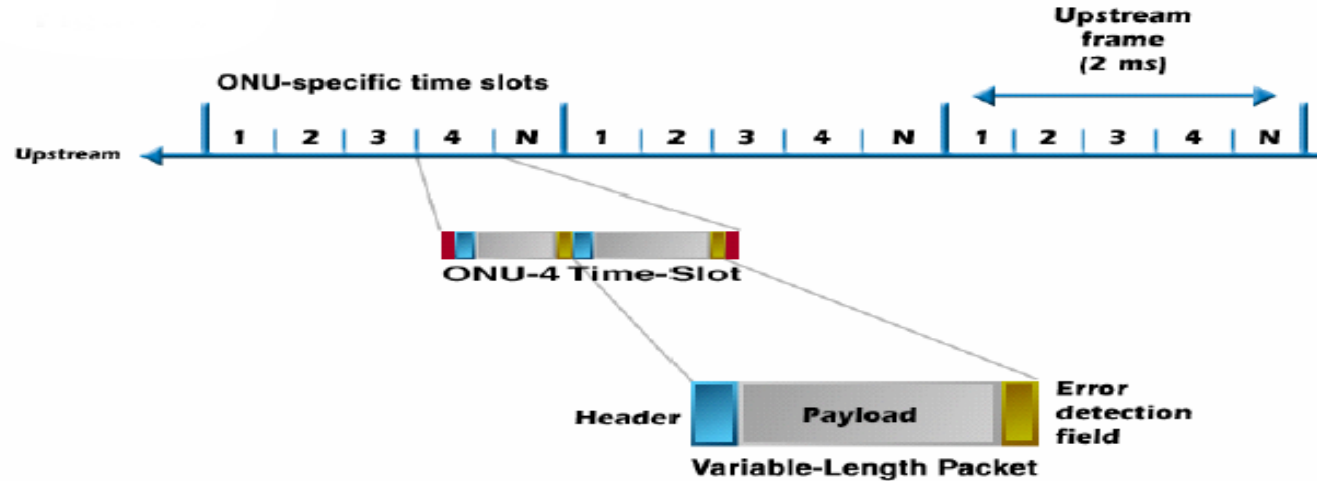 Upstream
frame
(2 ms)
ONU-specific time slots
1 2 3 4 N 1 2 3 4 N 1 2 3 4 N
Upstream
ONU-4 Time-Slot
Header
Payload
Error
detection
field
Variable-Length Packet